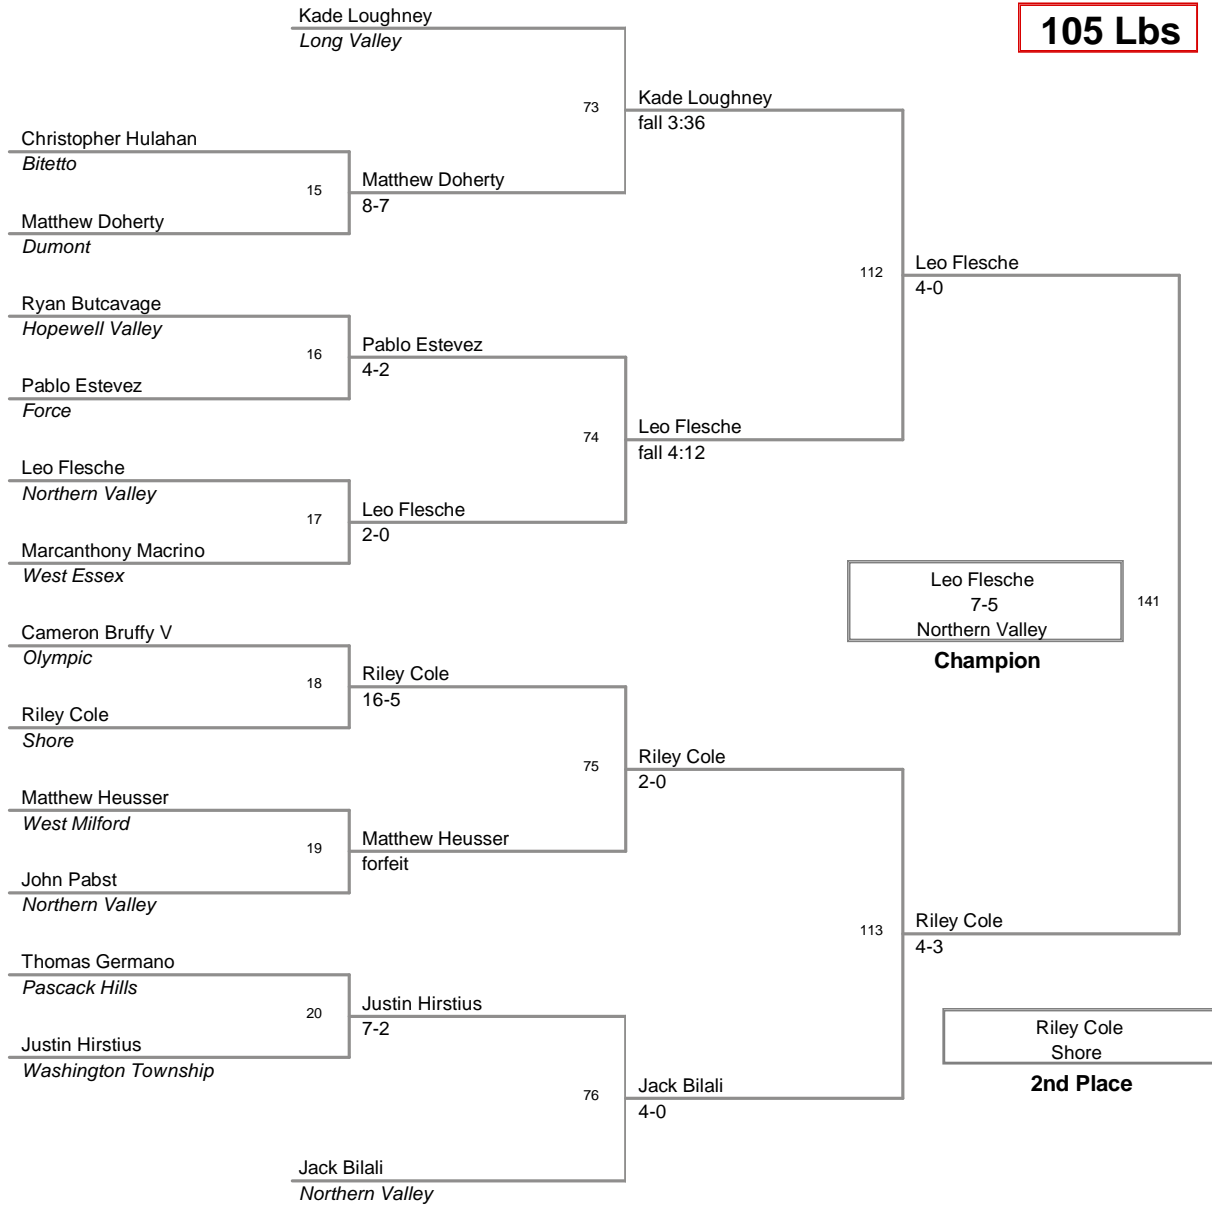 Kade Loughney
Long Valley
105 Lbs
73
Kade Loughney
fall 3:36
Christopher Hulahan
Bitetto
15
Matthew Doherty
8-7
Matthew Doherty
Dumont
112
Leo Flesche
4-0
Ryan Butcavage
Hopewell Valley
16
Pablo Estevez
4-2
Pablo Estevez
Force
74
Leo Flesche
fall 4:12
Leo Flesche
Northern Valley
17
Leo Flesche
2-0
Marcanthony Macrino
West Essex
Leo Flesche
7-5
Northern Valley
141
Champion
Cameron Bruffy V
Olympic
18
Riley Cole
16-5
Riley Cole
Shore
75
Riley Cole
2-0
Matthew Heusser
West Milford
19
Matthew Heusser
forfeit
John Pabst
Northern Valley
113
Riley Cole
4-3
Thomas Germano
Pascack Hills
20
Justin Hirstius
7-2
Justin Hirstius
Washington Township
Riley Cole
Shore
2nd Place
76
Jack Bilali
4-0
Jack Bilali
Northern Valley